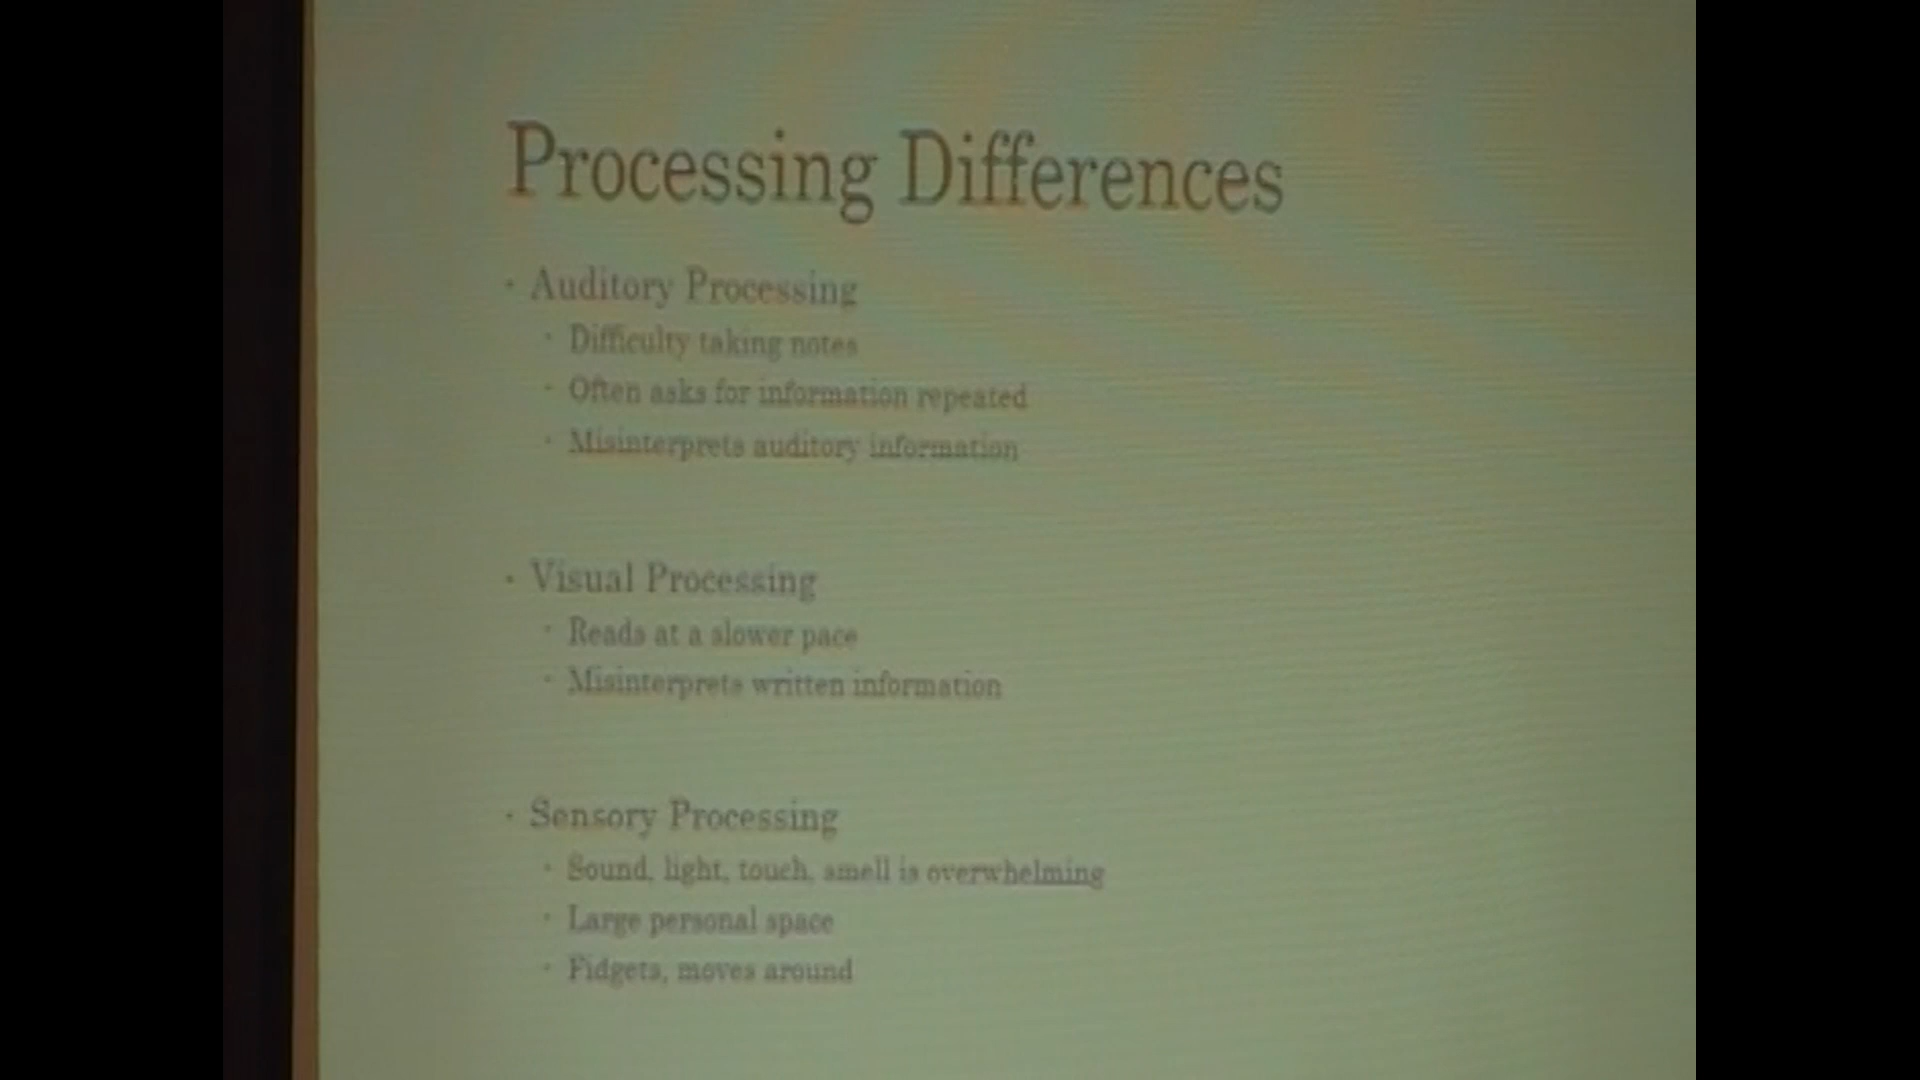 Processing Differences
• Auditory Processing
• Difficulty taking notes
• Often asks for information repeated
• Misinterprets auditory information
• Visual Processing
• Reads at a slower pace
• Misinterprets written information
• Sensory Processing
• Sound, light, touch, smell is overwhelming
• Large personal space
• Fidgets, moves around